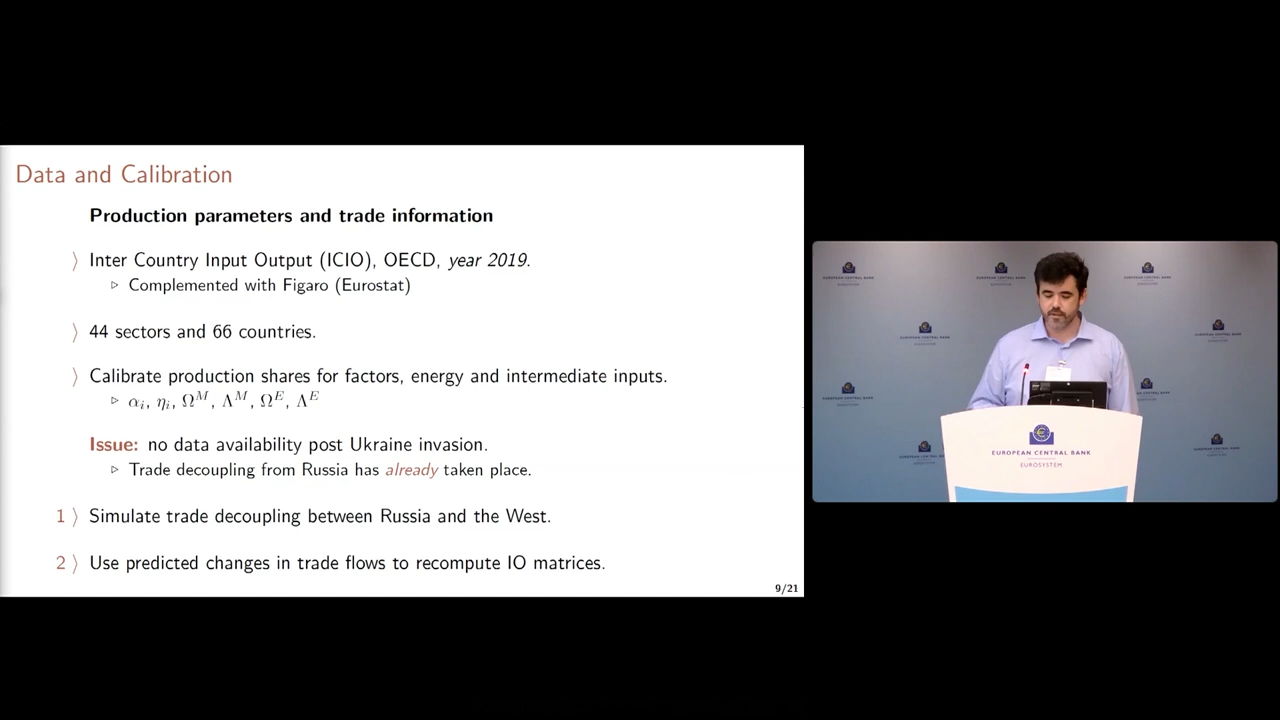 Data and Calibration
Production parameters and trade information
⟩ Inter Country Input Output (ICIO), OECD, year 2019.
▷ Complemented with Figaro (Eurostat)
⟩ 44 sectors and 66 countries.
⟩ Calibrate production shares for factors, energy and intermediate inputs.
▷ αᵢ, ηᵢ, Ωᴹ, Λᴹ, Ωᴱ, Λᴱ
Issue: no data availability post Ukraine invasion.
▷ Trade decoupling from Russia has already taken place.
1 ⟩ Simulate trade decoupling between Russia and the West.
2 ⟩ Use predicted changes in trade flows to recompute IO matrices.
9/21
EUROPEAN CENTRAL BANK
EUROSYSTEM